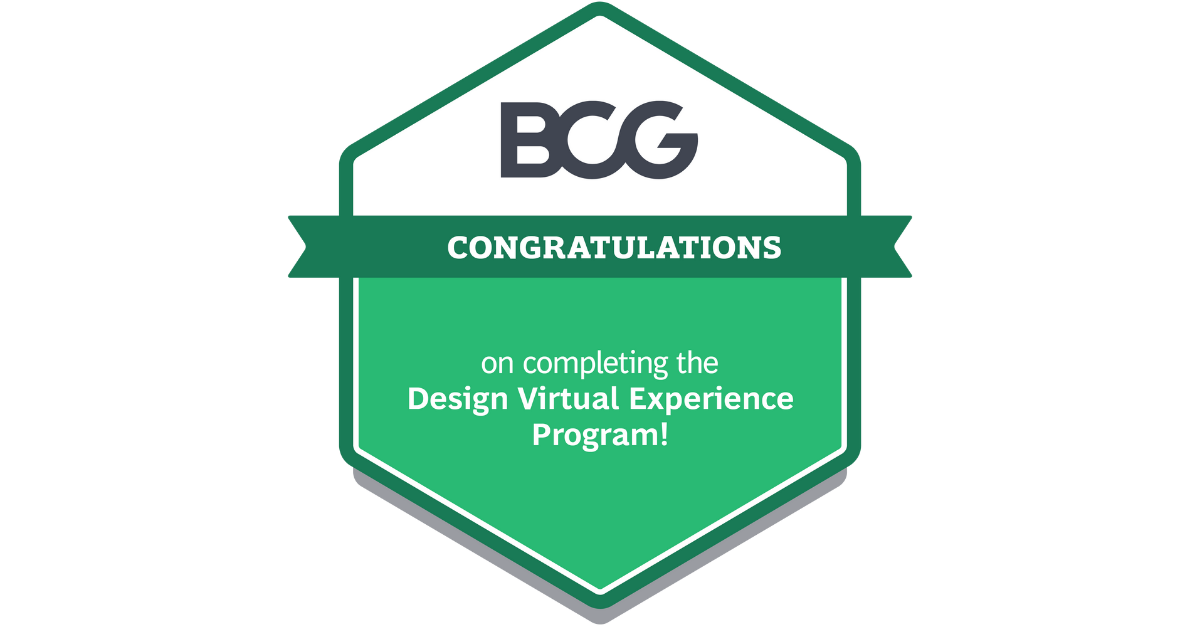 BCG
CONGRATULATIONS
on completing the
Design Virtual Experience
Program!